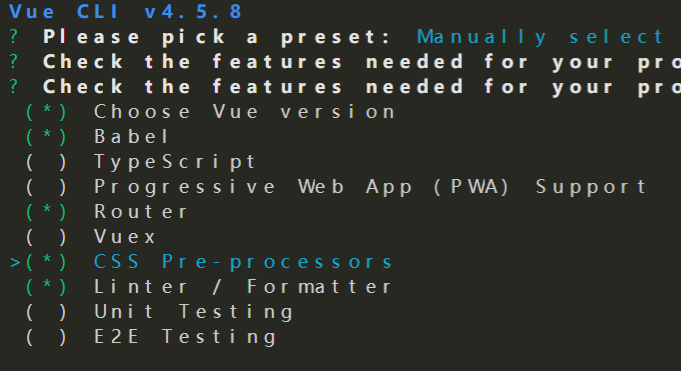 Vue CLI v4.5.8
? Please pick a preset: Manually select
? Check the features needed for your pro
? Check the features needed for your pro
(*) Choose Vue version
(*) Babel
( ) TypeScript
( ) Progressive Web App (PWA) Support
(*) Router
( ) Vuex
>(*) CSS Pre-processors
(*) Linter / Formatter
( ) Unit Testing
( ) E2E Testing